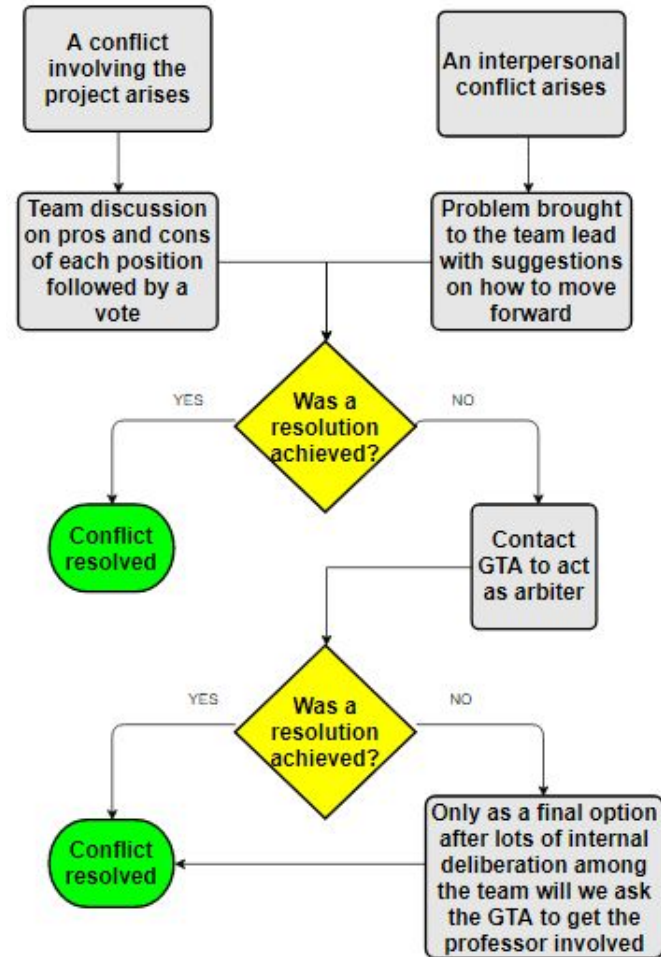 A conflict
involving the
project arises
An interpersonal
conflict arises
Team discussion
on pros and cons
of each position
followed by a
vote
Problem brought
to the team lead
with suggestions
on how to move
forward
YES
Was a
resolution
achieved?
NO
Conflict
resolved
Contact
GTA to act
as arbiter
YES
Was a
resolution
achieved?
NO
Conflict
resolved
Only as a final option
after lots of internal
deliberation among
the team will we ask
the GTA to get the
professor involved